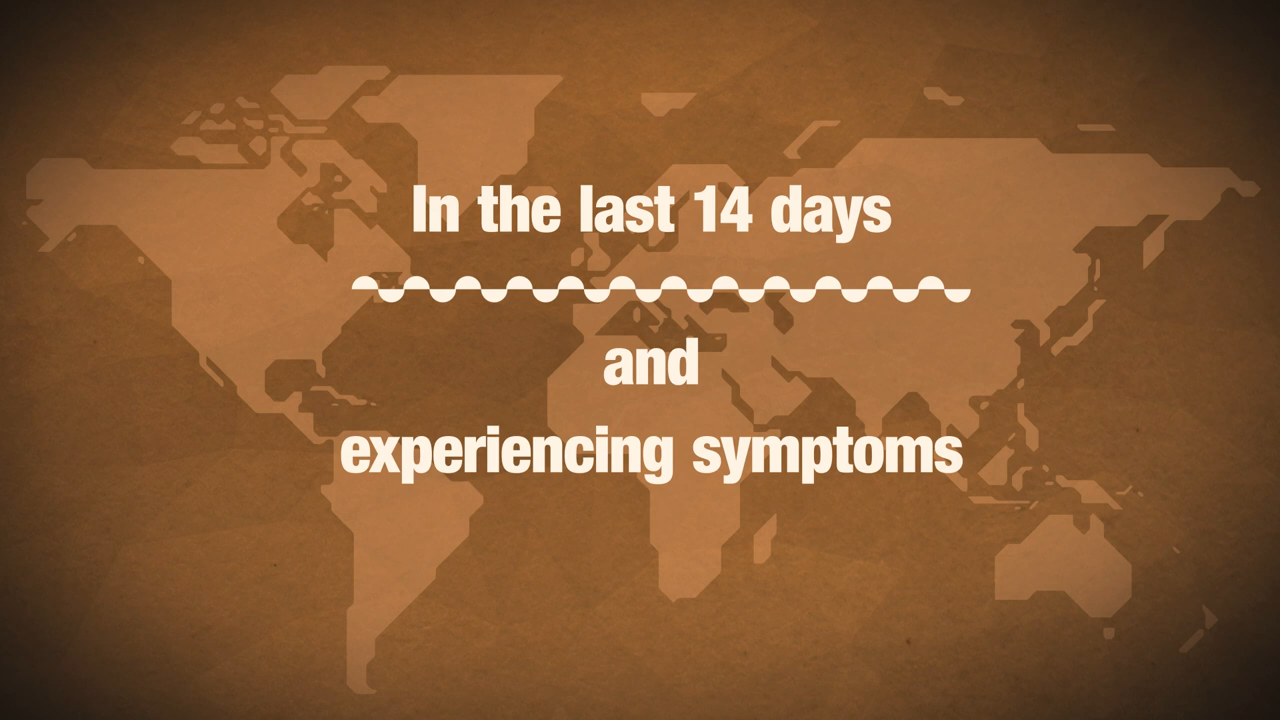 In the last 14 days
and
experiencing symptoms